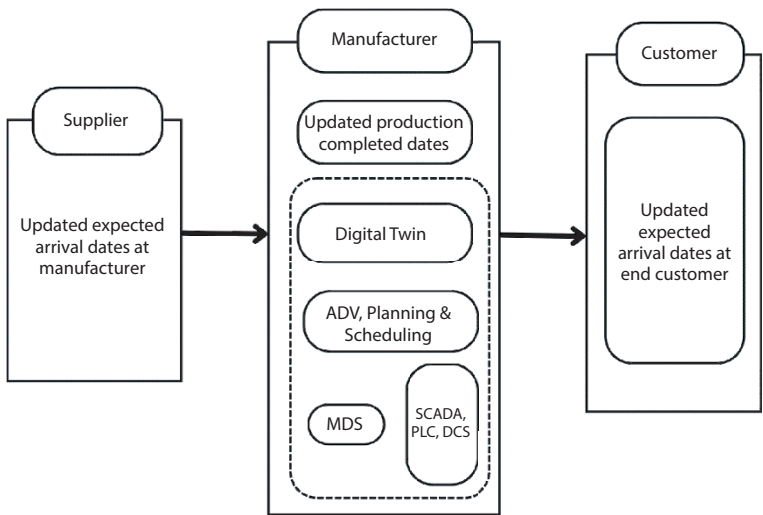 Supplier
Updated expected
arrival dates at
manufacturer
Manufacturer
Updated production
completed dates
Digital Twin
ADV, Planning &
Scheduling
MDS
SCADA,
PLC, DCS
Customer
Updated
expected
arrival dates at
end customer